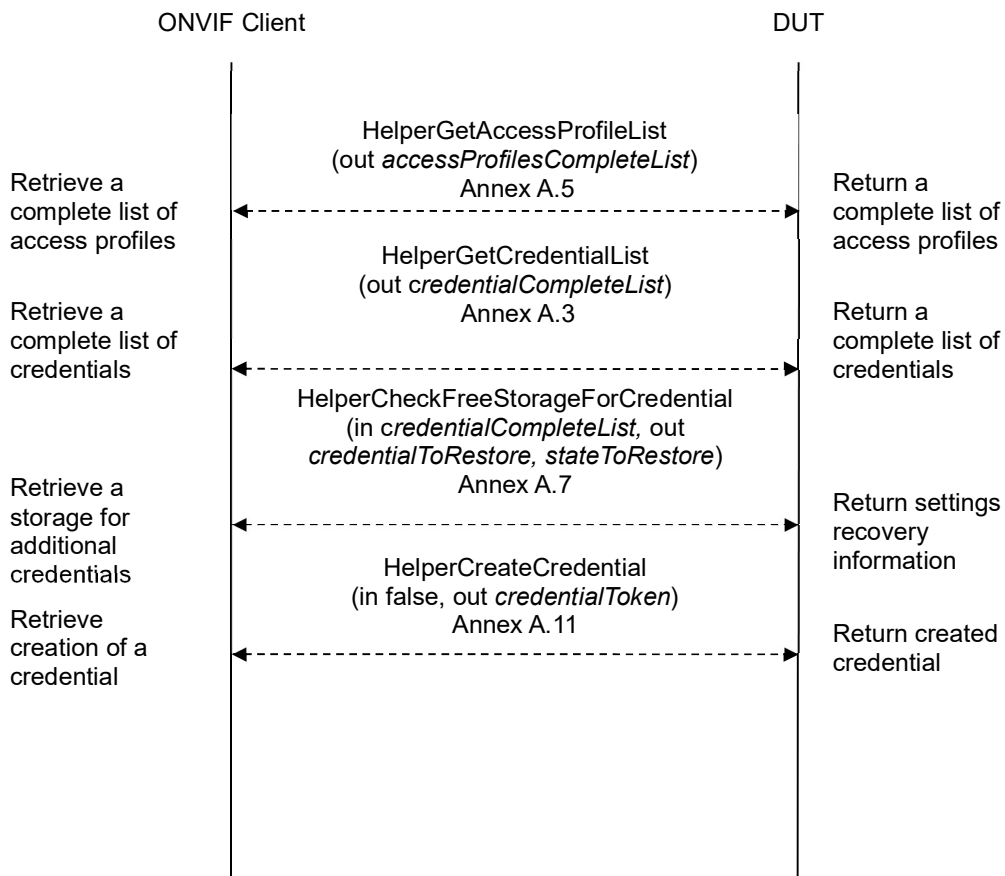 ONVIF Client
DUT
HelperGetAccessProfileList
(out accessProfilesCompleteList)
Annex A.5
Retrieve a
complete list of
access profiles
Return a
complete list of
access profiles
HelperGetCredentialList
(out credentialCompleteList)
Annex A.3
Retrieve a
complete list of
credentials
Return a
complete list of
credentials
HelperCheckFreeStorageForCredential
(in credentialCompleteList, out
credentialToRestore, stateToRestore)
Annex A.7
Retrieve a
storage for
additional
credentials
Return settings
recovery
information
HelperCreateCredential
(in false, out credentialToken)
Annex A.11
Retrieve
creation of a
credential
Return created
credential